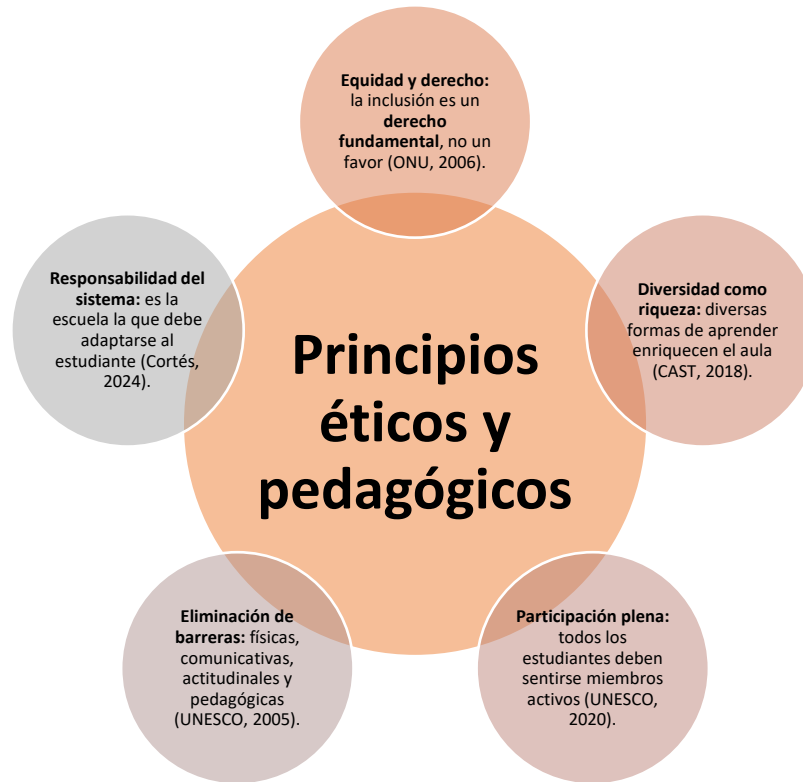 Equidad y derecho:
la inclusión es un
derecho
fundamental, no un
favor (ONU, 2006).
Diversidad como
riqueza: diversas
formas de aprender
enriquecen el aula
(CAST, 2018).
Participación plena:
todos los
estudiantes deben
sentirse miembros
activos (UNESCO,
2020).
Eliminación de
barreras: físicas,
comunicativas,
actitudinales y
pedagógicas
(UNESCO, 2005).
Responsabilidad del
sistema: es la
escuela la que debe
adaptarse al
estudiante (Cortés,
2024).
Principios
éticos y
pedagógicos